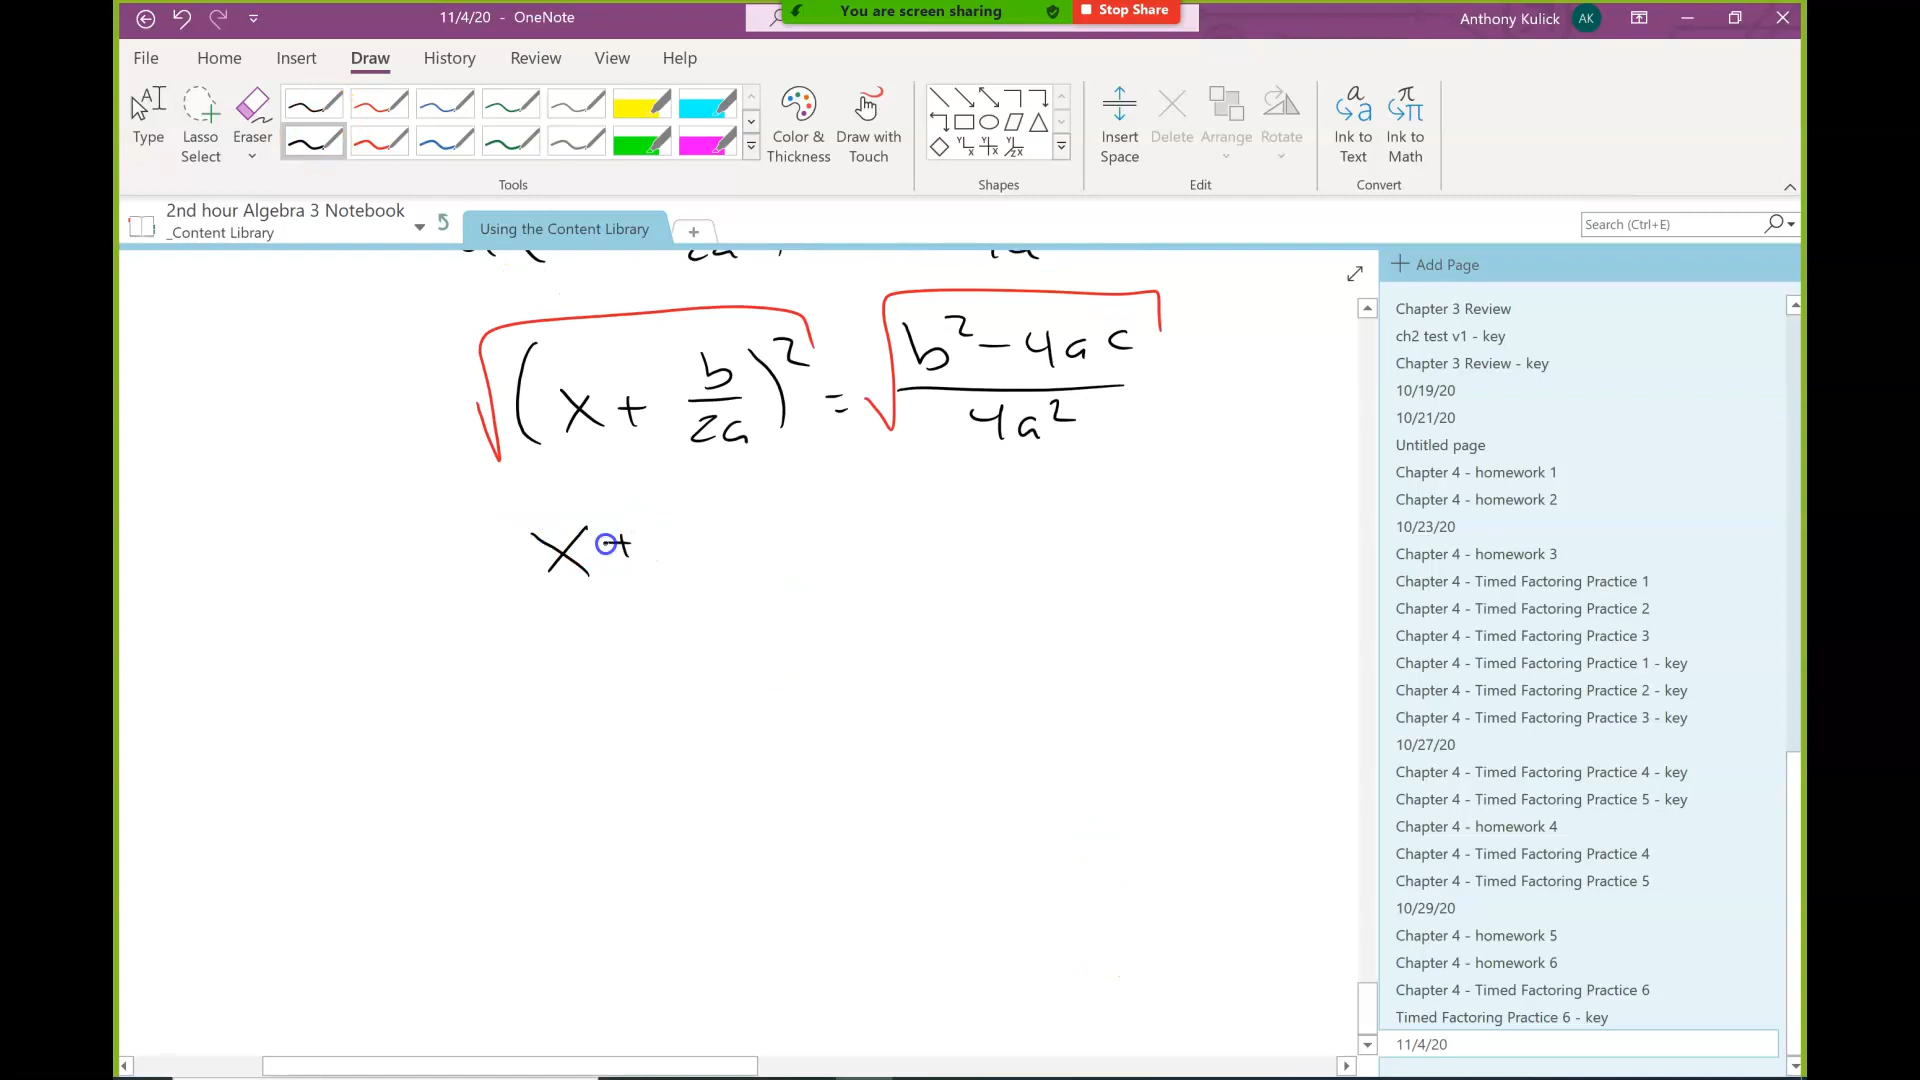 11/4/20 - OneNote
You are screen sharing
Stop Share
Anthony Kulick
AK
File Home Insert Draw History Review View Help
Type
Lasso Select
Eraser
Color & Thickness
Draw with Touch
Insert Space
Delete
Arrange
Rotate
Ink to Text
Ink to Math
Tools
Shapes
Edit
Convert
2nd hour Algebra 3 Notebook
_Content Library
Using the Content Library
Search (Ctrl+E)
√(x + b/2a)² = √(b² - 4ac)/4a²
x +
Add Page
Chapter 3 Review
ch2 test v1 - key
Chapter 3 Review - key
10/19/20
10/21/20
Untitled page
Chapter 4 - homework 1
Chapter 4 - homework 2
10/23/20
Chapter 4 - homework 3
Chapter 4 - Timed Factoring Practice 1
Chapter 4 - Timed Factoring Practice 2
Chapter 4 - Timed Factoring Practice 3
Chapter 4 - Timed Factoring Practice 1 - key
Chapter 4 - Timed Factoring Practice 2 - key
Chapter 4 - Timed Factoring Practice 3 - key
10/27/20
Chapter 4 - Timed Factoring Practice 4 - key
Chapter 4 - Timed Factoring Practice 5 - key
Chapter 4 - homework 4
Chapter 4 - Timed Factoring Practice 4
Chapter 4 - Timed Factoring Practice 5
10/29/20
Chapter 4 - homework 5
Chapter 4 - homework 6
Chapter 4 - Timed Factoring Practice 6
Timed Factoring Practice 6 - key
11/4/20